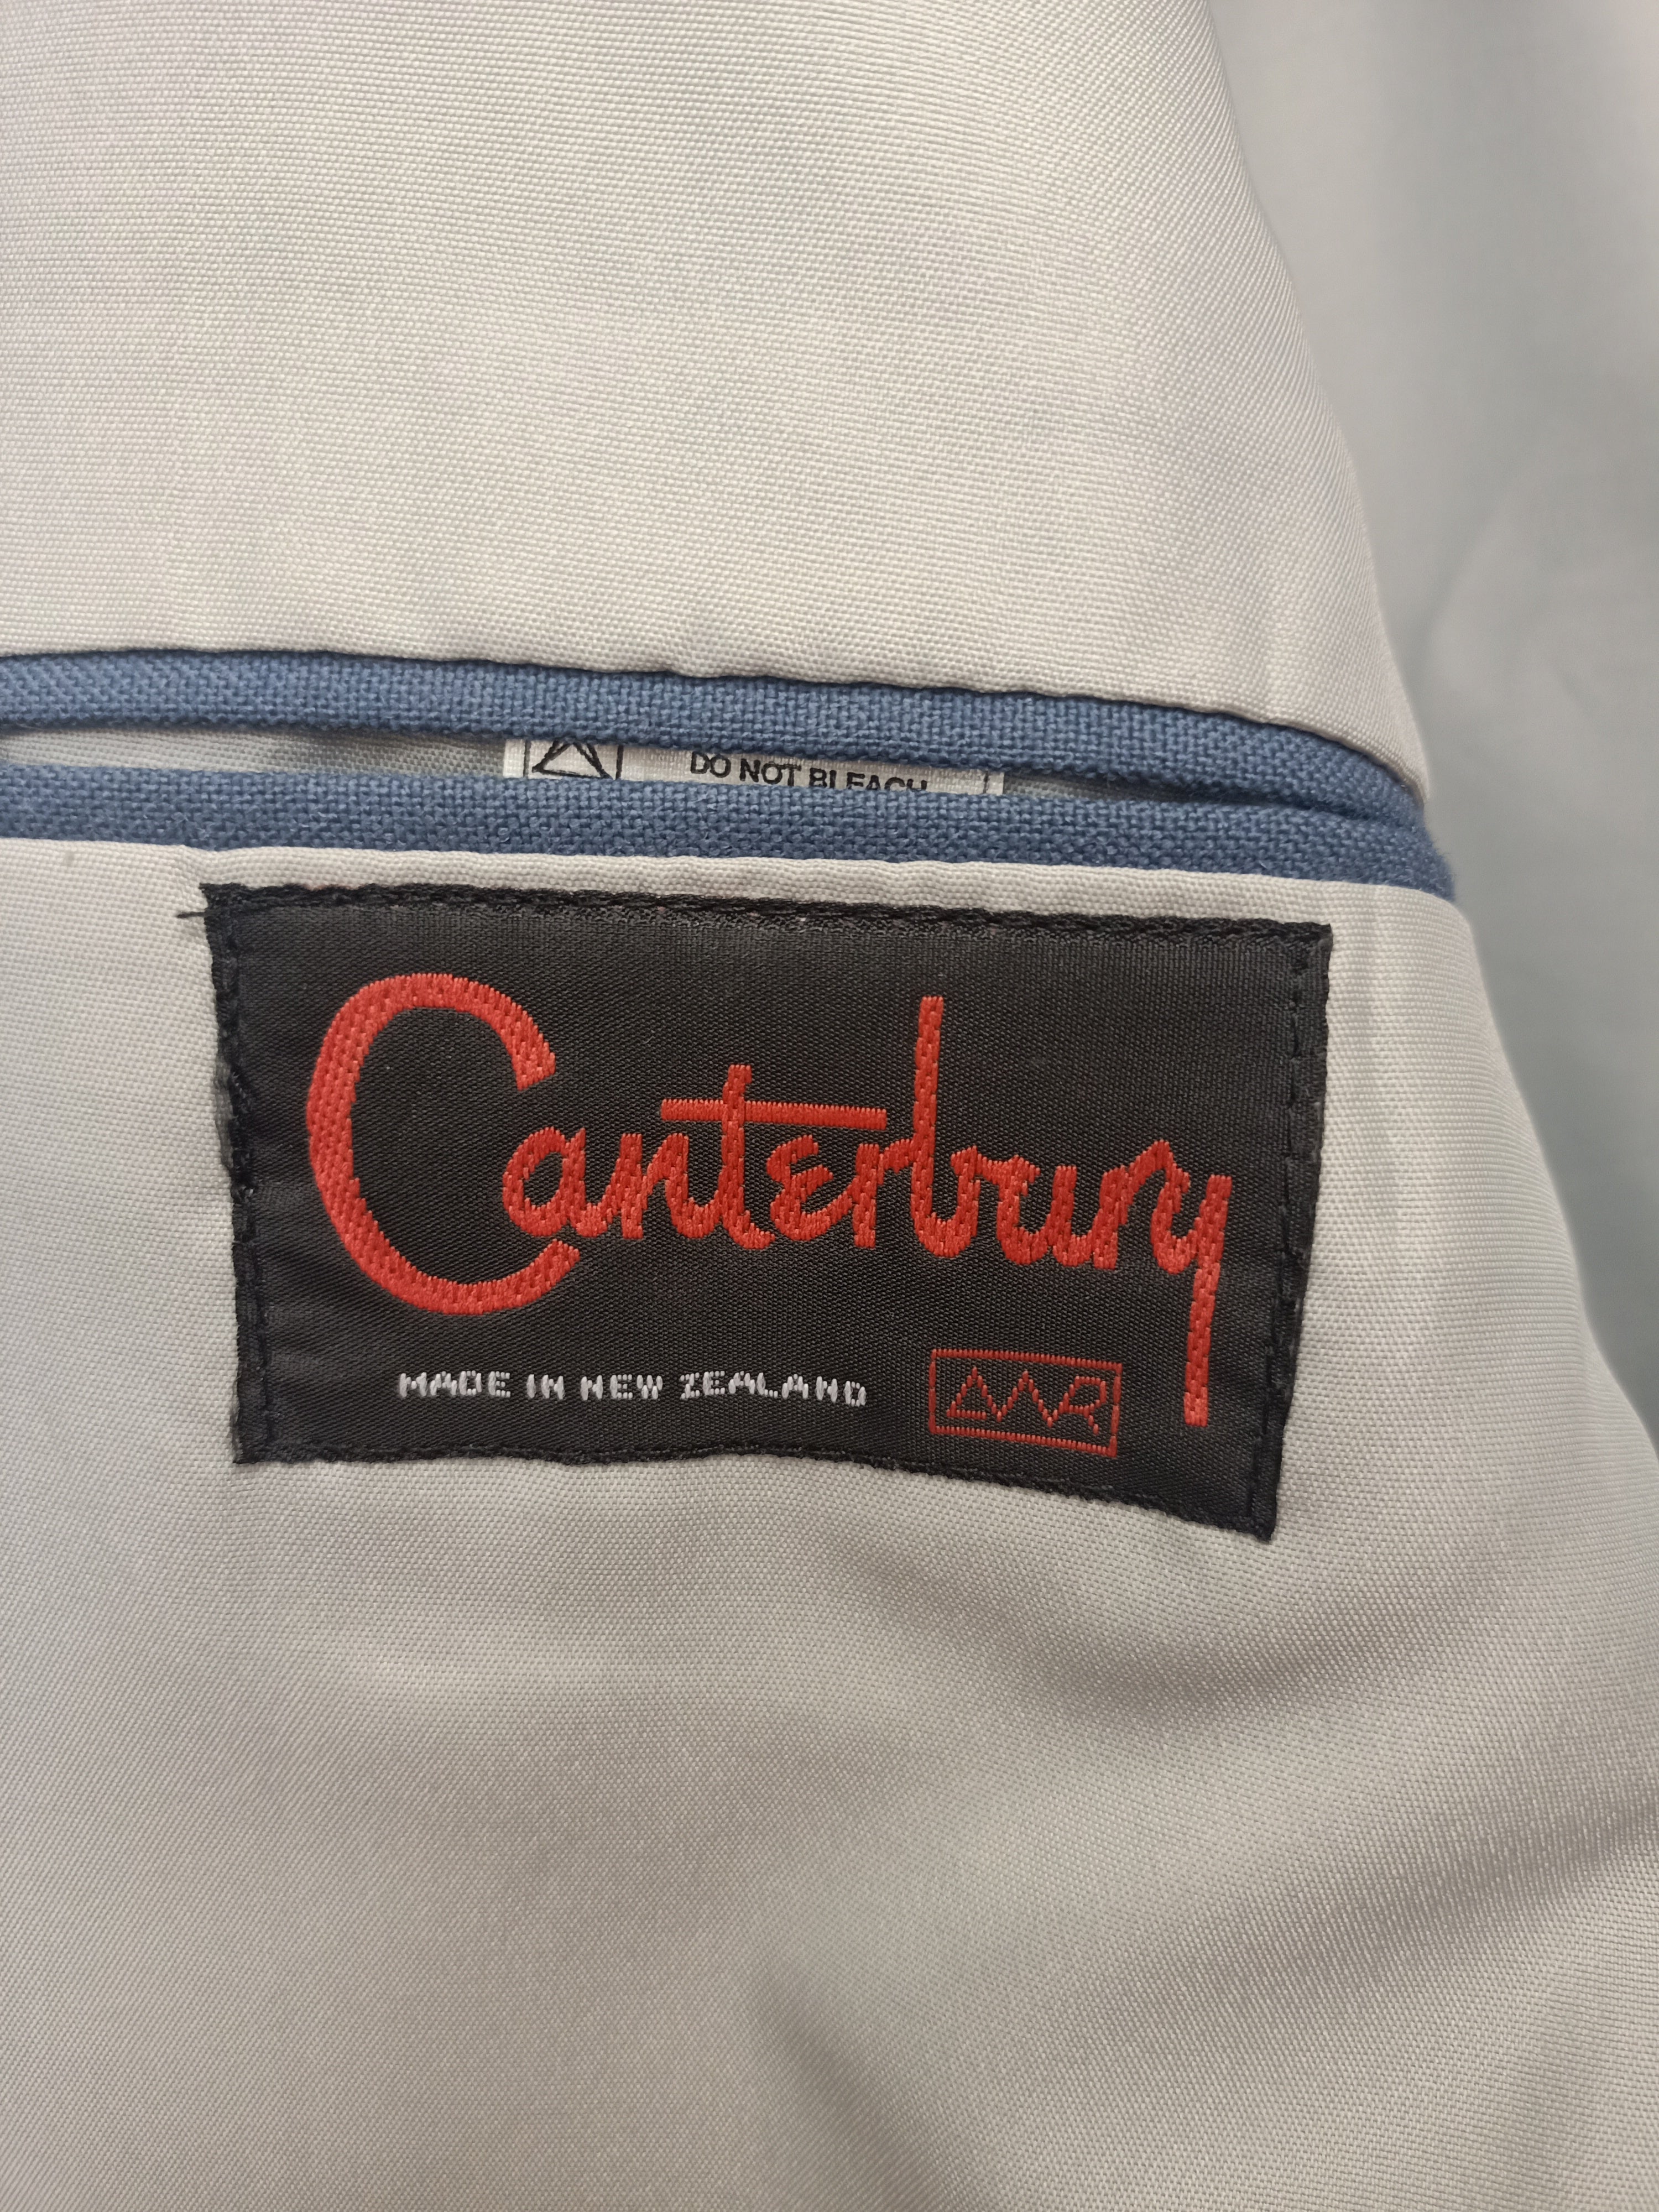 DO NOT BLEACH
Canterbury
MADE IN NEW ZEALAND